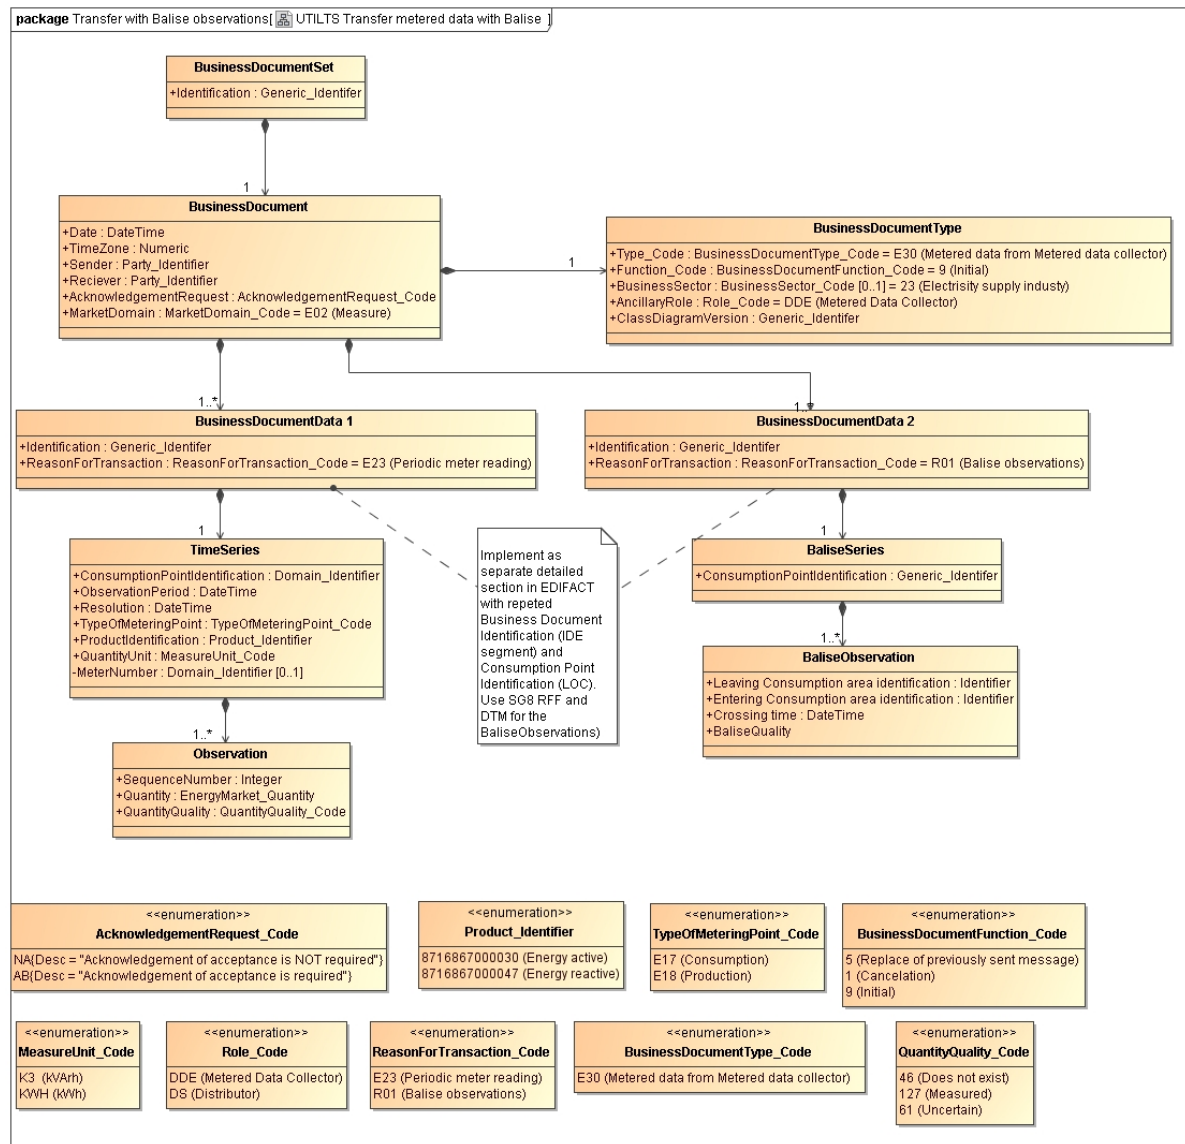 package Transfer with Balise observations[ UTILTS Transfer metered data with Balise ]
BusinessDocumentSet
+Identification : Generic_Identifer
1
BusinessDocument
+Date : DateTime
+TimeZone : Numeric
+Sender : Party_Identifier
+Reciever : Party_Identifier
+AcknowledgementRequest : AcknowledgementRequest_Code
+MarketDomain : MarketDomain_Code = E02 (Measure)
1
BusinessDocumentType
+Type_Code : BusinessDocumentType_Code = E30 (Metered data from Metered data collector)
+Function_Code : BusinessDocumentFunction_Code = 9 (Initial)
+BusinessSector : BusinessSector_Code [0..1] = 23 (Electrisity supply industy)
+AncillaryRole : Role_Code = DDE (Metered Data Collector)
+ClassDiagramVersion : Generic_Identifer
1..*
BusinessDocumentData 1
+Identification : Generic_Identifer
+ReasonForTransaction : ReasonForTransaction_Code = E23 (Periodic meter reading)
1..*
BusinessDocumentData 2
+Identification : Generic_Identifer
+ReasonForTransaction : ReasonForTransaction_Code = R01 (Balise observations)
1
TimeSeries
+ConsumptionPointIdentification : Domain_Identifier
+ObservationPeriod : DateTime
+Resolution : DateTime
+TypeOfMeteringPoint : TypeOfMeteringPoint_Code
+ProductIdentification : Product_Identifier
+QuantityUnit : MeasureUnit_Code
-MeterNumber : Domain_Identifier [0..1]
Implement as
separate detailed
section in EDIFACT
with repeted
Business Document
Identification (IDE
segment) and
Consumption Point
Identification (LOC).
Use SG8 RFF and
DTM for the
BaliseObservations)
1
BaliseSeries
+ConsumptionPointIdentification : Generic_Identifer
1..*
BaliseObservation
+Leaving Consumption area identification : Identifier
+Entering Consumption area identification : Identifier
+Crossing time : DateTime
+BaliseQuality
1..*
Observation
+SequenceNumber : Integer
+Quantity : EnergyMarket_Quantity
+QuantityQuality : QuantityQuality_Code
<<enumeration>>
AcknowledgementRequest_Code
NA{Desc = "Acknowledgement of acceptance is NOT required"}
AB{Desc = "Acknowledgement of acceptance is required"}
<<enumeration>>
Product_Identifier
8716867000030 (Energy active)
8716867000047 (Energy reactive)
<<enumeration>>
TypeOfMeteringPoint_Code
E17 (Consumption)
E18 (Production)
<<enumeration>>
BusinessDocumentFunction_Code
5 (Replace of previously sent message)
1 (Cancelation)
9 (Initial)
<<enumeration>>
MeasureUnit_Code
K3 (kVArh)
KWH (kWh)
<<enumeration>>
Role_Code
DDE (Metered Data Collector)
DS (Distributor)
<<enumeration>>
ReasonForTransaction_Code
E23 (Periodic meter reading)
R01 (Balise observations)
<<enumeration>>
BusinessDocumentType_Code
E30 (Metered data from Metered data collector)
<<enumeration>>
QuantityQuality_Code
46 (Does not exist)
127 (Measured)
61 (Uncertain)